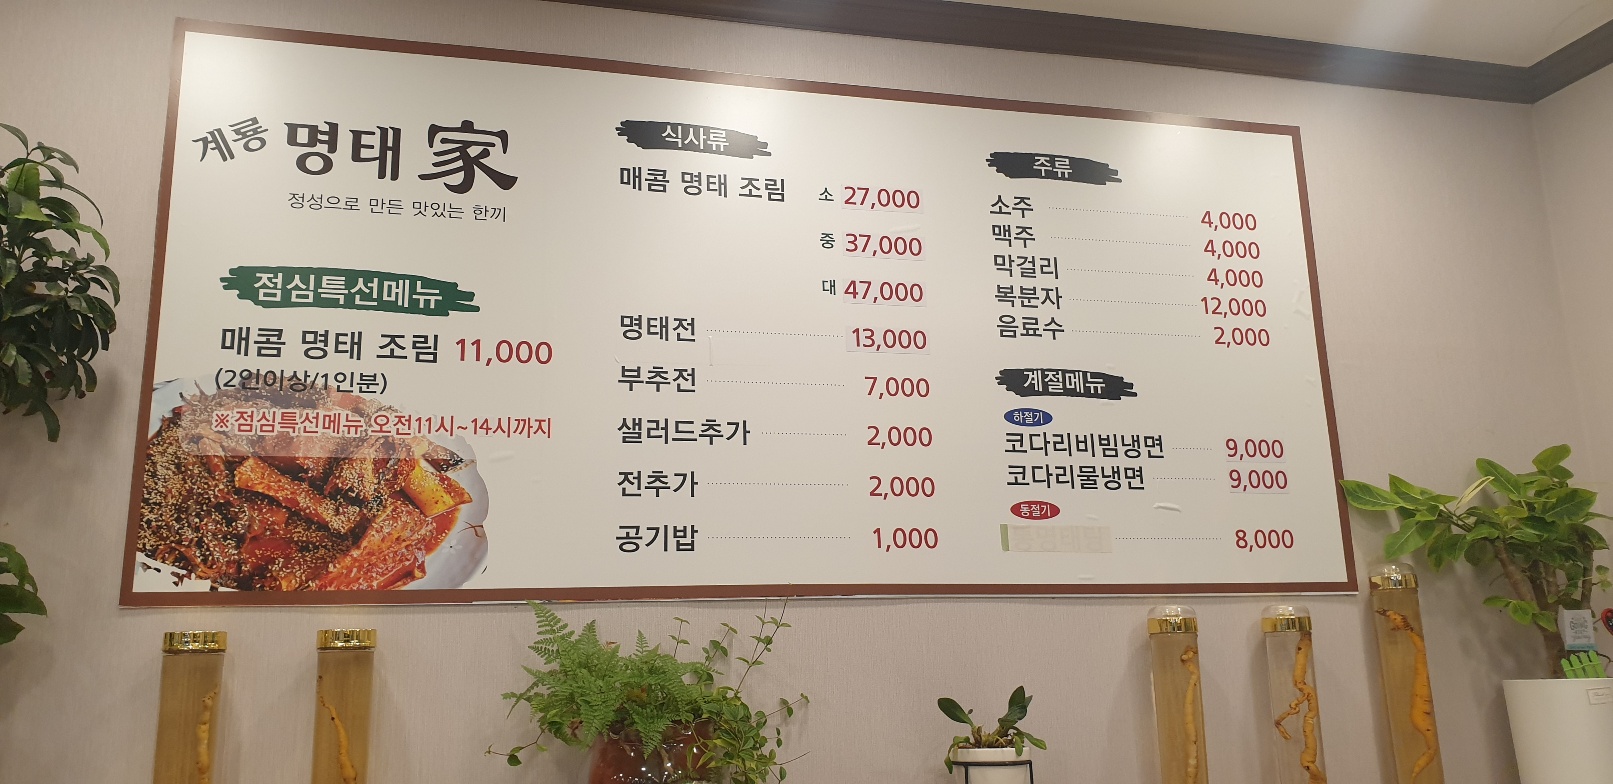 계룡 명태 家
정성으로 만든 맛있는 한끼
점심특선메뉴
매콤 명태 조림 11,000
(2인이상/1인분)
※점심특선메뉴 오전11시~14시까지
식사류
매콤 명태 조림 소 27,000
중 37,000
대 47,000
명태전 13,000
부추전 7,000
샐러드추가 2,000
전추가 2,000
공기밥 1,000
주류
소주 4,000
맥주 4,000
막걸리 4,000
복분자 12,000
음료수 2,000
계절메뉴
하절기
코다리비빔냉면 9,000
코다리물냉면 9,000
동절기
8,000